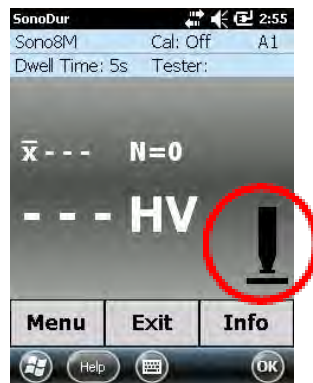 SonoDur 2:55
Sono8M Cal: Off A1
Dwell Time: 5s Tester:
x̅--- N=0
--- HV
Menu Exit Info
Help OK